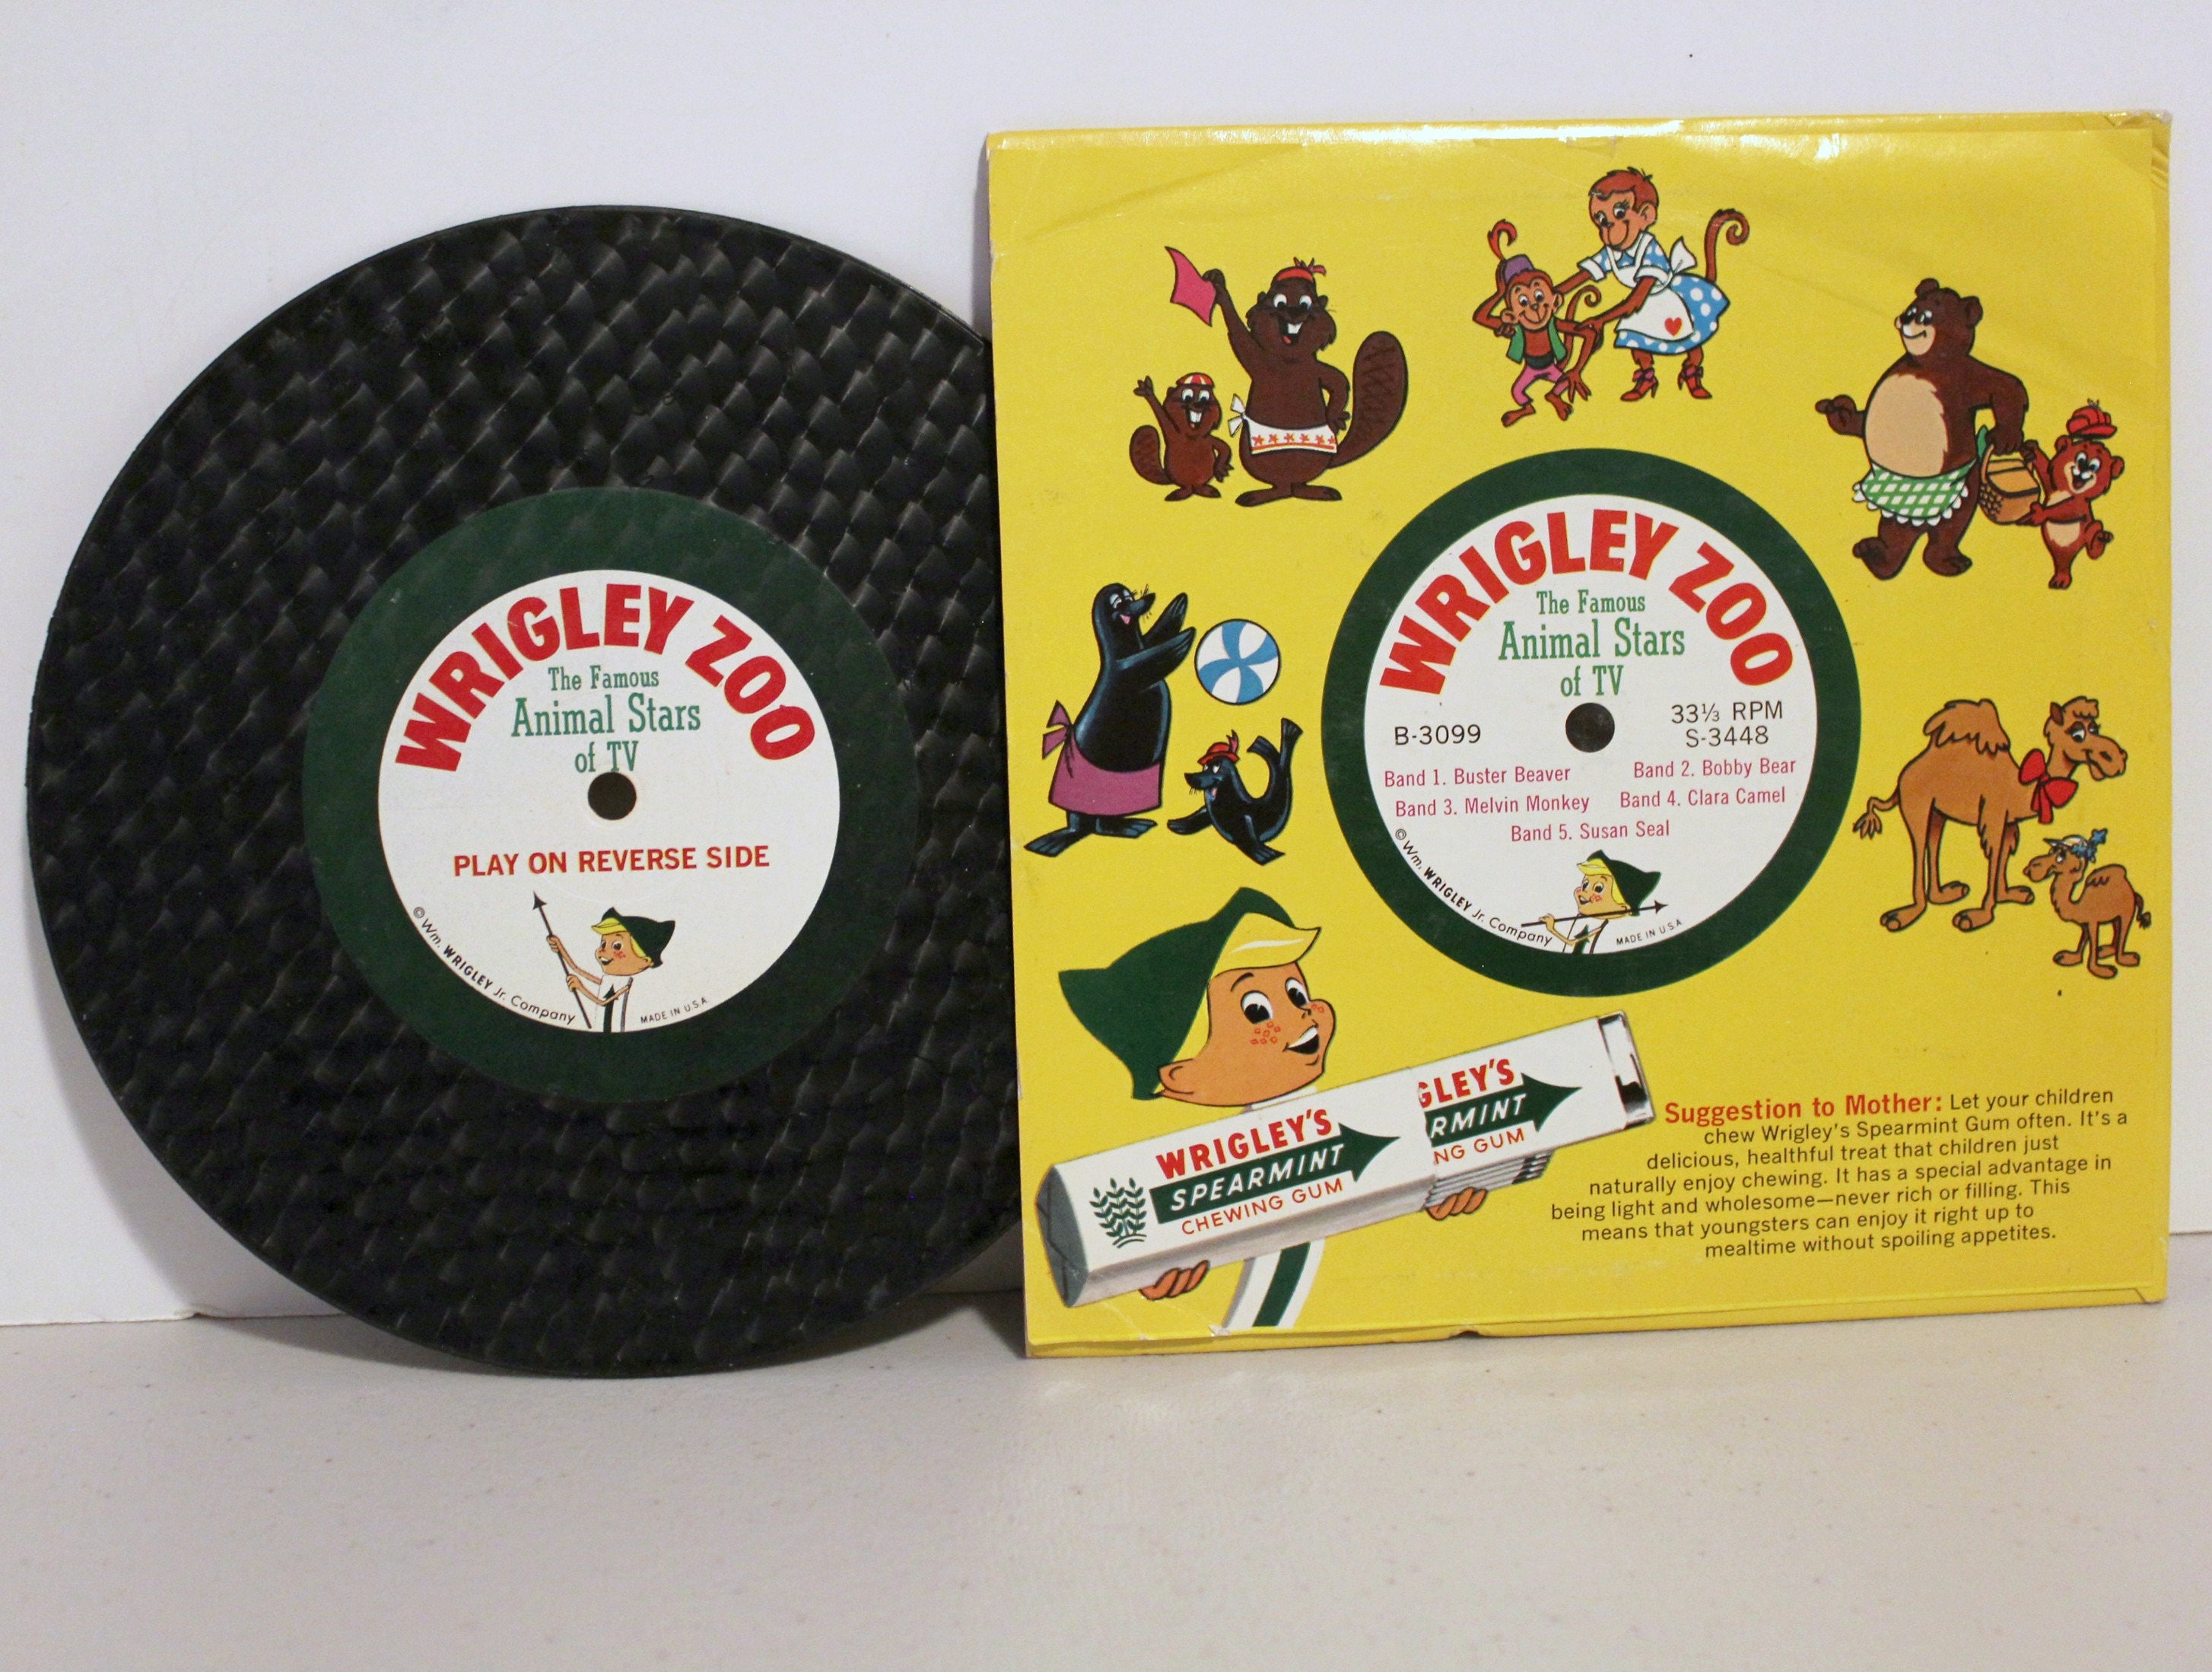 WRIGLEY ZOO
The Famous
Animal Stars
of TV
PLAY ON REVERSE SIDE
© Wm. WRIGLEY Jr. Company
MADE IN U.S.A.
WRIGLEY ZOO
The Famous
Animal Stars
of TV
B-3099
33⅓ RPM
S-3448
Band 1. Buster Beaver Band 2. Bobby Bear
Band 3. Melvin Monkey Band 4. Clara Camel
Band 5. Susan Seal
© Wm. WRIGLEY Jr. Company
MADE IN U.S.A.
WRIGLEY'S
SPEARMINT
CHEWING GUM
GLEY'S
RMINT
NG GUM
Suggestion to Mother: Let your children
chew Wrigley's Spearmint Gum often. It's a
delicious, healthful treat that children just
naturally enjoy chewing. It has a special advantage in
being light and wholesome—never rich or filling. This
means that youngsters can enjoy it right up to
mealtime without spoiling appetites.